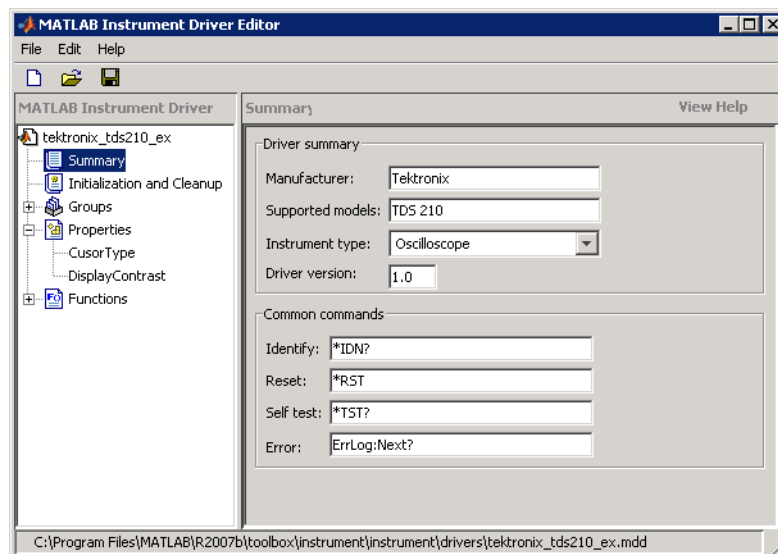 MATLAB Instrument Driver Editor
File Edit Help
MATLAB Instrument Driver
Summary
View Help
tektronix_tds210_ex
Summary
Initialization and Cleanup
Groups
Properties
CusorType
DisplayContrast
Functions
Driver summary
Manufacturer: Tektronix
Supported models: TDS 210
Instrument type: Oscilloscope
Driver version: 1.0
Common commands
Identify: *IDN?
Reset: *RST
Self test: *TST?
Error: ErrLog:Next?
C:\Program Files\MATLAB\R2007b\toolbox\instrument\instrument\drivers\tektronix_tds210_ex.mdd